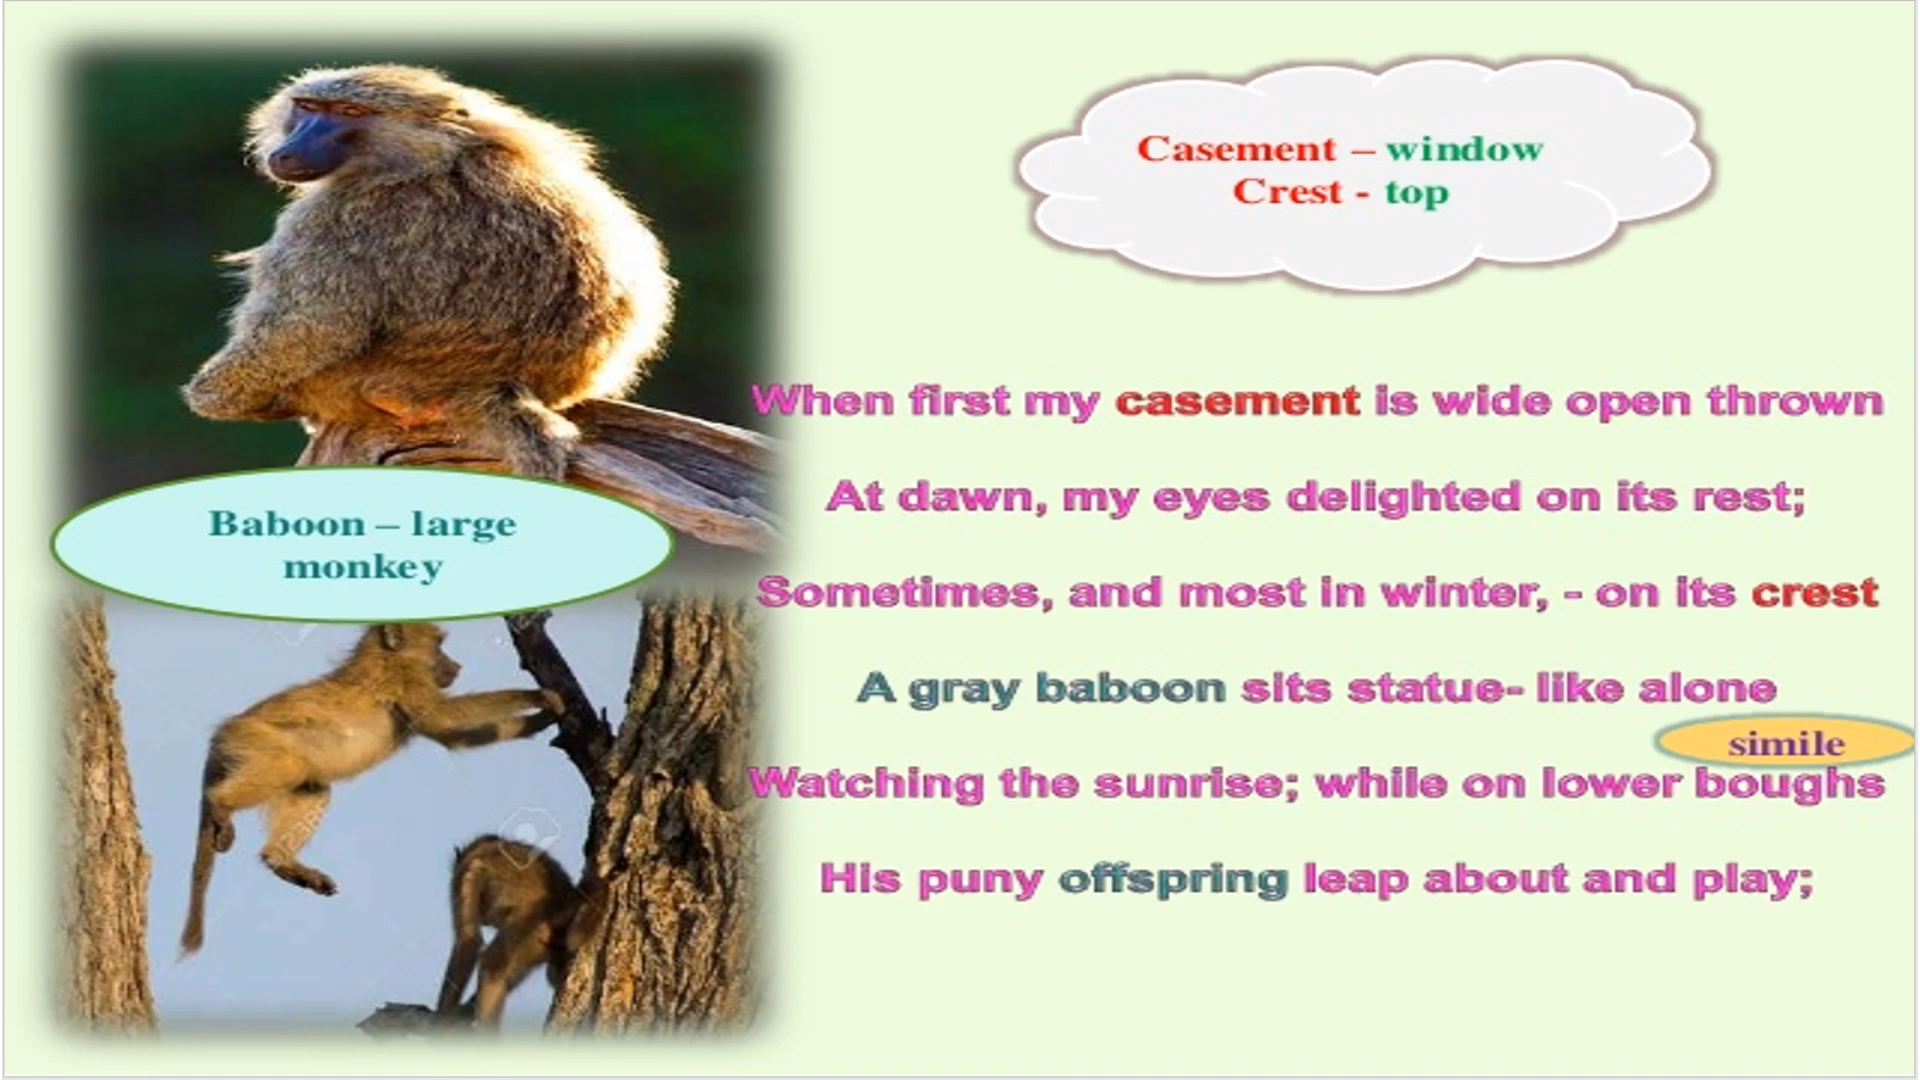 Casement – window
Crest - top
When first my casement is wide open thrown
At dawn, my eyes delighted on its rest;
Sometimes, and most in winter, - on its crest
A gray baboon sits statue- like alone
simile
Watching the sunrise; while on lower boughs
His puny offspring leap about and play;
Baboon – large
monkey